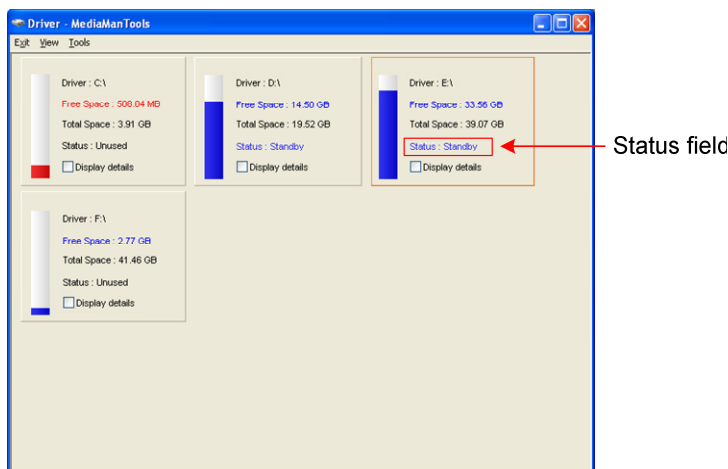 Driver - MediaManTools
Exit View Tools
Driver : C:\
Free Space : 508.04 MB
Total Space : 3.91 GB
Status : Unused
Display details
Driver : D:\
Free Space : 14.50 GB
Total Space : 19.52 GB
Status : Standby
Display details
Driver : E:\
Free Space : 33.56 GB
Total Space : 39.07 GB
Status : Standby
Display details
Status field
Driver : F:\
Free Space : 2.77 GB
Total Space : 41.46 GB
Status : Unused
Display details